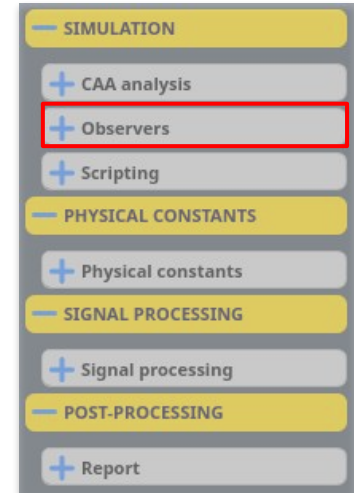 SIMULATION
CAA analysis
Observers
Scripting
PHYSICAL CONSTANTS
Physical constants
SIGNAL PROCESSING
Signal processing
POST-PROCESSING
Report